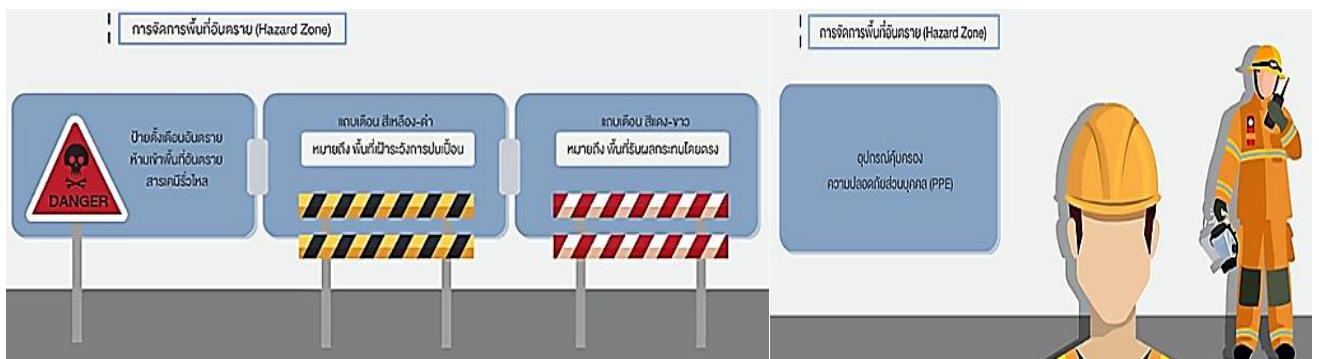 การจัดการพื้นที่อันตราย (Hazard Zone)
ป้ายตั้งเตือนอันตราย
ห้ามเข้าพื้นที่อันตราย
สารเคมีรั่วไหล
DANGER
แถบเตือน สีเหลือง-ดำ
หมายถึง พื้นที่เฝ้าระวังการปนเปื้อน
แถบเตือน สีแดง-ขาว
หมายถึง พื้นที่รับผลกระทบโดยตรง
การจัดการพื้นที่อันตราย (Hazard Zone)
อุปกรณ์คุ้มครอง
ความปลอดภัยส่วนบุคคล (PPE)